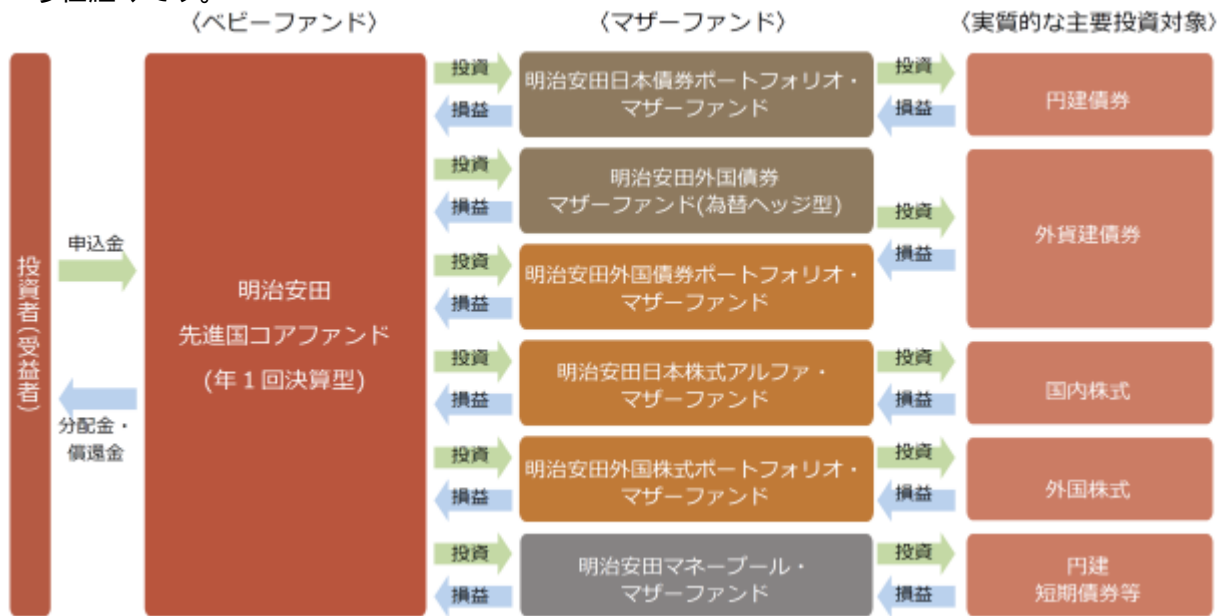 〈ベビーファンド〉
〈マザーファンド〉
〈実質的な主要投資対象〉
投資者(受益者)
申込金
分配金・
償還金
明治安田
先進国コアファンド
(年１回決算型)
投資
損益
明治安田日本債券ポートフォリオ・
マザーファンド
投資
損益
円建債券
投資
損益
明治安田外国債券
マザーファンド(為替ヘッジ型)
投資
損益
外貨建債券
投資
損益
明治安田外国債券ポートフォリオ・
マザーファンド
投資
損益
明治安田日本株式アルファ・
マザーファンド
投資
損益
国内株式
投資
損益
明治安田外国株式ポートフォリオ・
マザーファンド
投資
損益
外国株式
投資
損益
明治安田マネープール・
マザーファンド
投資
損益
円建
短期債券等